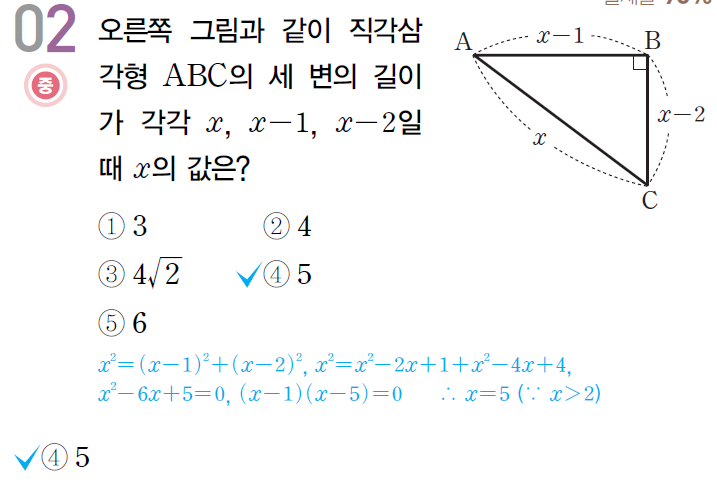 02
중
오른쪽 그림과 같이 직각삼
각형 ABC의 세 변의 길이
가 각각 x, x-1, x-2일
때 x의 값은?
A
x-1
B
x-2
x
C
① 3
② 4
③ 4√2
④ 5
⑤ 6
x²=(x-1)²+(x-2)², x²=x²-2x+1+x²-4x+4,
x²-6x+5=0, (x-1)(x-5)=0 ∴ x=5 (∵ x>2)
④ 5